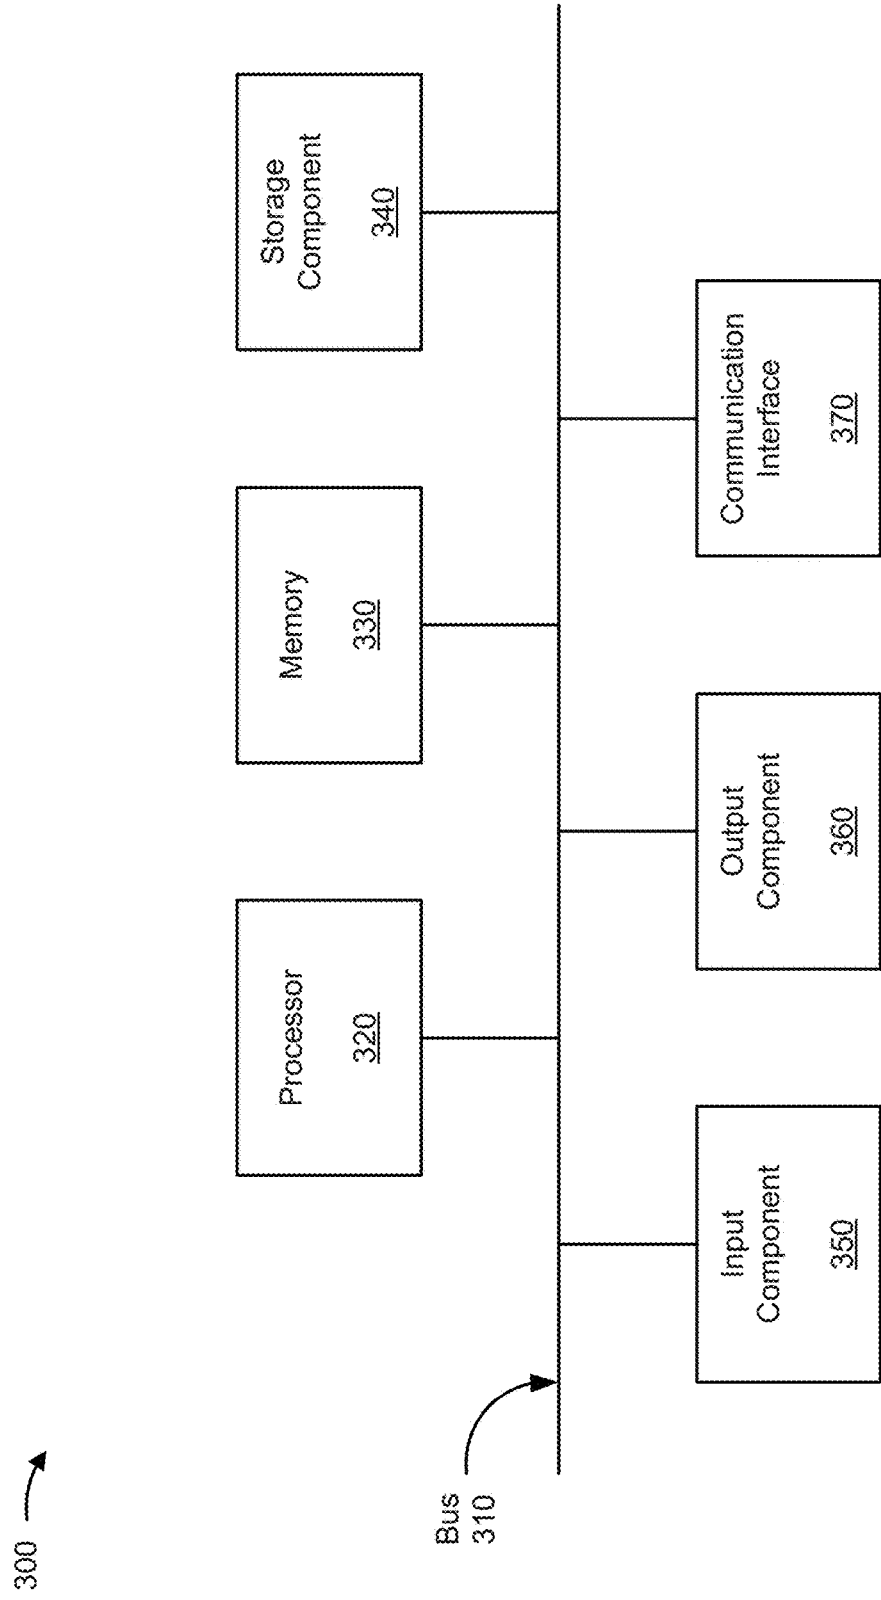 300
Bus
310
Processor
320
Memory
330
Storage
Component
340
Input
Component
350
Output
Component
360
Communication
Interface
370